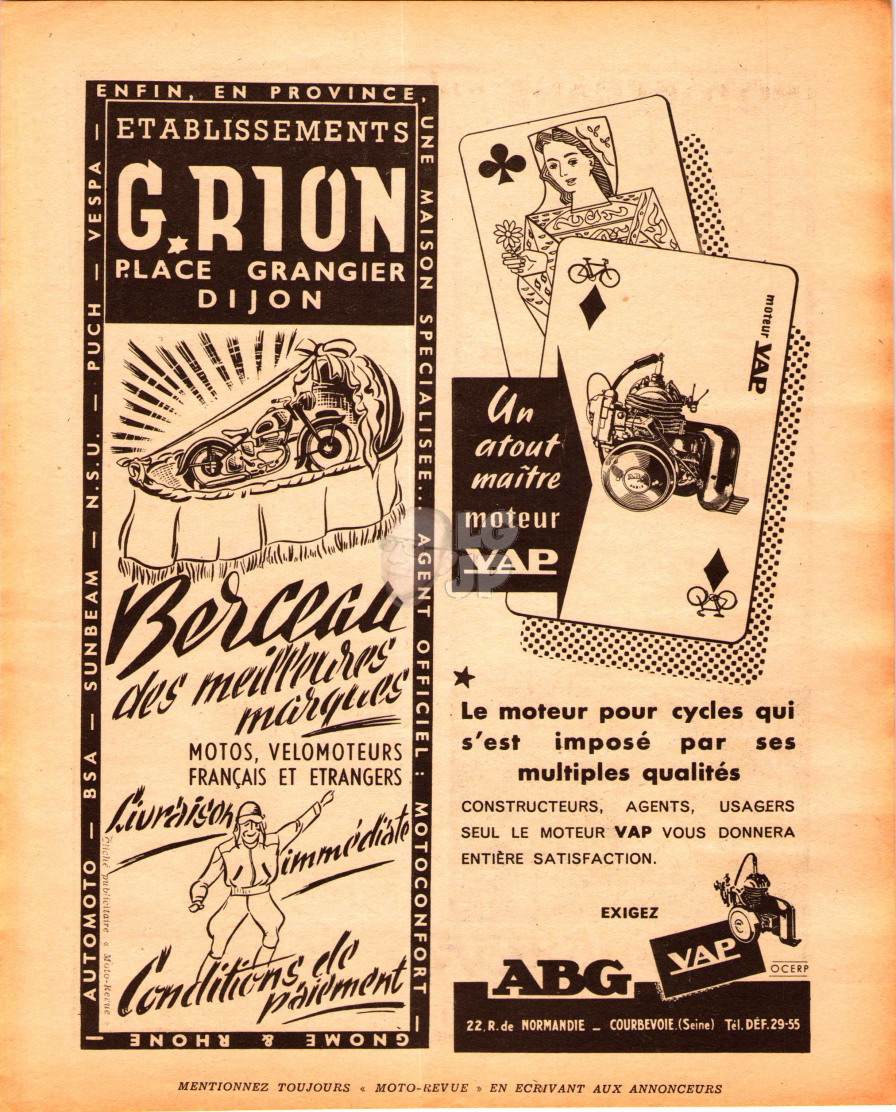 ENFIN, EN PROVINCE, UNE MAISON SPECIALISEE... AGENT OFFICIEL : MOTOCONFORT —
GNOME & RHONE —
AUTOMOTO — BSA — SUNBEAM — N.S.U. — PUCH — VESPA —
ETABLISSEMENTS
G. RION
PLACE GRANGIER
DIJON
Berceau
des meilleures
marques
MOTOS, VELOMOTEURS
FRANÇAIS ET ETRANGERS
Livraison
immédiate
Conditions de
paiement
Cliché publicitaire « Moto-Revue »
moteur VAP
Un
atout
maître
moteur
VAP
LG
UP
Le moteur pour cycles qui
s'est imposé par ses
multiples qualités
CONSTRUCTEURS, AGENTS, USAGERS
SEUL LE MOTEUR VAP VOUS DONNERA
ENTIÈRE SATISFACTION.
EXIGEZ
VAP
OCERP
ABG
22, R. de NORMANDIE _ COURBEVOIE.(Seine) Tél. DÉF. 29-55
MENTIONNEZ TOUJOURS « MOTO-REVUE » EN ECRIVANT AUX ANNONCEURS